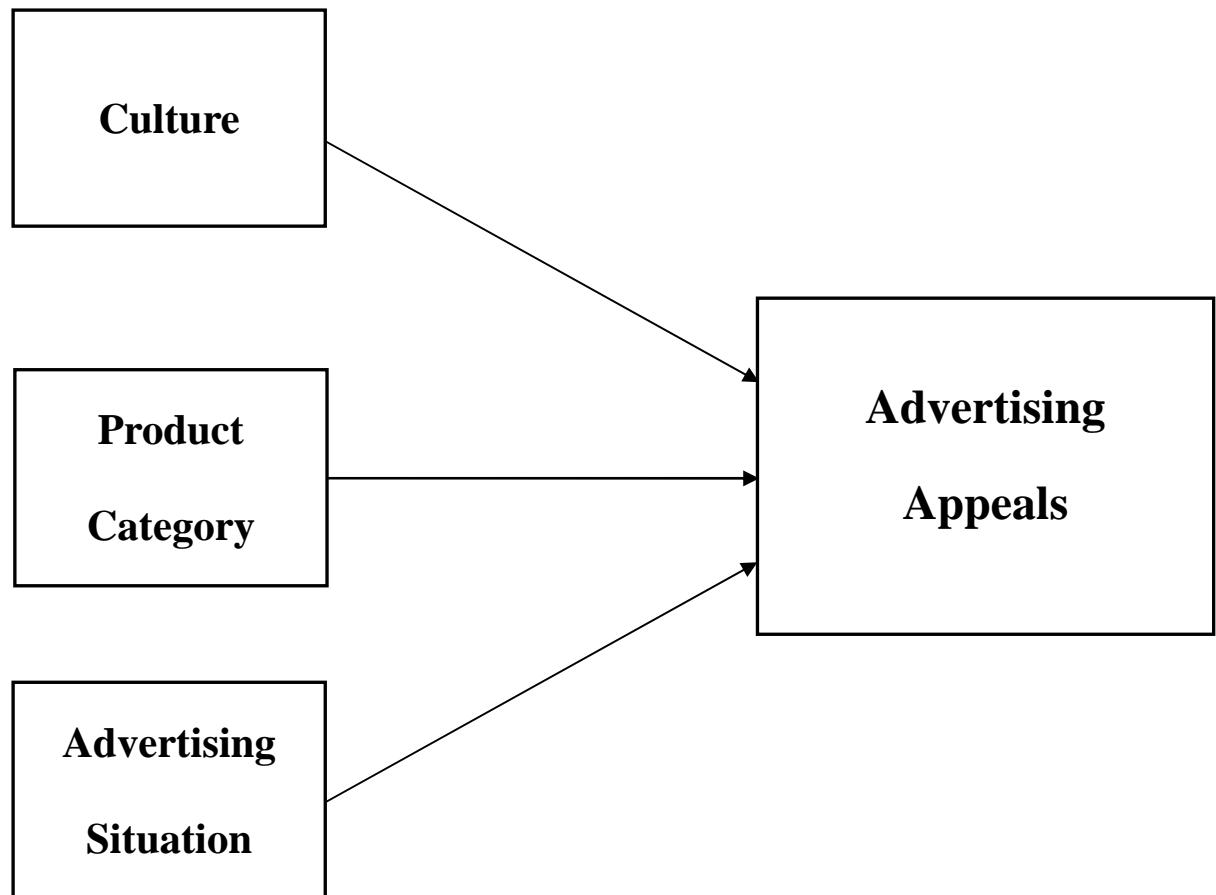 Culture
Product
Category
Advertising
Situation
Advertising
Appeals